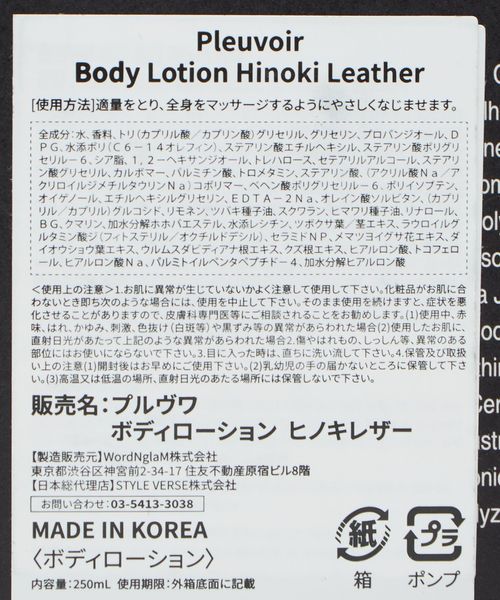 Pleuvoir
Body Lotion Hinoki Leather
[使用方法]適量をとり、全身をマッサージするようにやさしくなじませます。
全成分：水、香料、トリ(カプリル酸／カプリン酸)グリセリル、グリセリン、プロパンジオール、D
PG、水添ポリ(C6－14オレフィン)、ステアリン酸エチルヘキシル、ステアリン酸ポリグリ
セリル－6、シア脂、1，2－ヘキサンジオール、トレハロース、セテアリルアルコール、ステアリ
ン酸グリセリル、カルボマー、パルミチン酸、トロメタミン、ステアリン酸、(アクリル酸Na／ア
クリロイルジメチルタウリンNa)コポリマー、ベヘン酸ポリグリセリル－6、ポリイソブテン、
オイゲノール、エチルヘキシルグリセリン、EDTA－2Na、オレイン酸ソルビタン、(カプリ
リル／カプリル)グルコシド、リモネン、ツバキ種子油、スクワラン、ヒマワリ種子油、リナロール、
BG、クマリン、加水分解ホホバエステル、水添レシチン、ツボクサ葉／茎エキス、ラウロイルグ
ルタミン酸ジ(フィトステリル／オクチルドデシル)、セラミドNP、メマツヨイグサ花エキス、ダ
イオウショウ葉エキス、ウルムスダビディアナ根エキス、クズ根エキス、ヒアルロン酸、トコフェロ
ール、ヒアルロン酸Na、パルミトイルペンタペプチド－4、加水分解ヒアルロン酸
＜使用上の注意＞1.お肌に異常が生じていないかよく注意して使用して下さい。化粧品がお肌に合
わないとき即ち次のような場合には、使用を中止して下さい。そのまま使用を続けますと、症状を悪
化させることがありますので、皮膚科専門医等にご相談されることをお勧めします。(1)使用中、赤
味、はれ、かゆみ、刺激、色抜け(白斑等)や黒ずみ等の異常があらわれた場合(2)使用したお肌に、
直射日光があたって上記のような異常があらわれた場合2.傷やはれもの、しっしん等、異常のある
部位にはお使いにならないで下さい。3.目に入った時は、直ちに洗い流して下さい。4.保管及び取扱
い上の注意(1)開封後はお早めにご使用下さい。(2)乳幼児の手の届かないところに保管して下さ
い。(3)高温又は低温の場所、直射日光のあたる場所には保管しないで下さい。
販売名：プルヴワ
ボディローション ヒノキレザー
【製造販売元】WordNglaM株式会社
東京都渋谷区神宮前2-34-17 住友不動産原宿ビル8階
【日本総代理店】STYLE VERSE株式会社
お問い合わせ：03-5413-3038
MADE IN KOREA
〈ボディローション〉
内容量：250mL 使用期限：外箱底面に記載
紙
箱
プラ
ポンプ